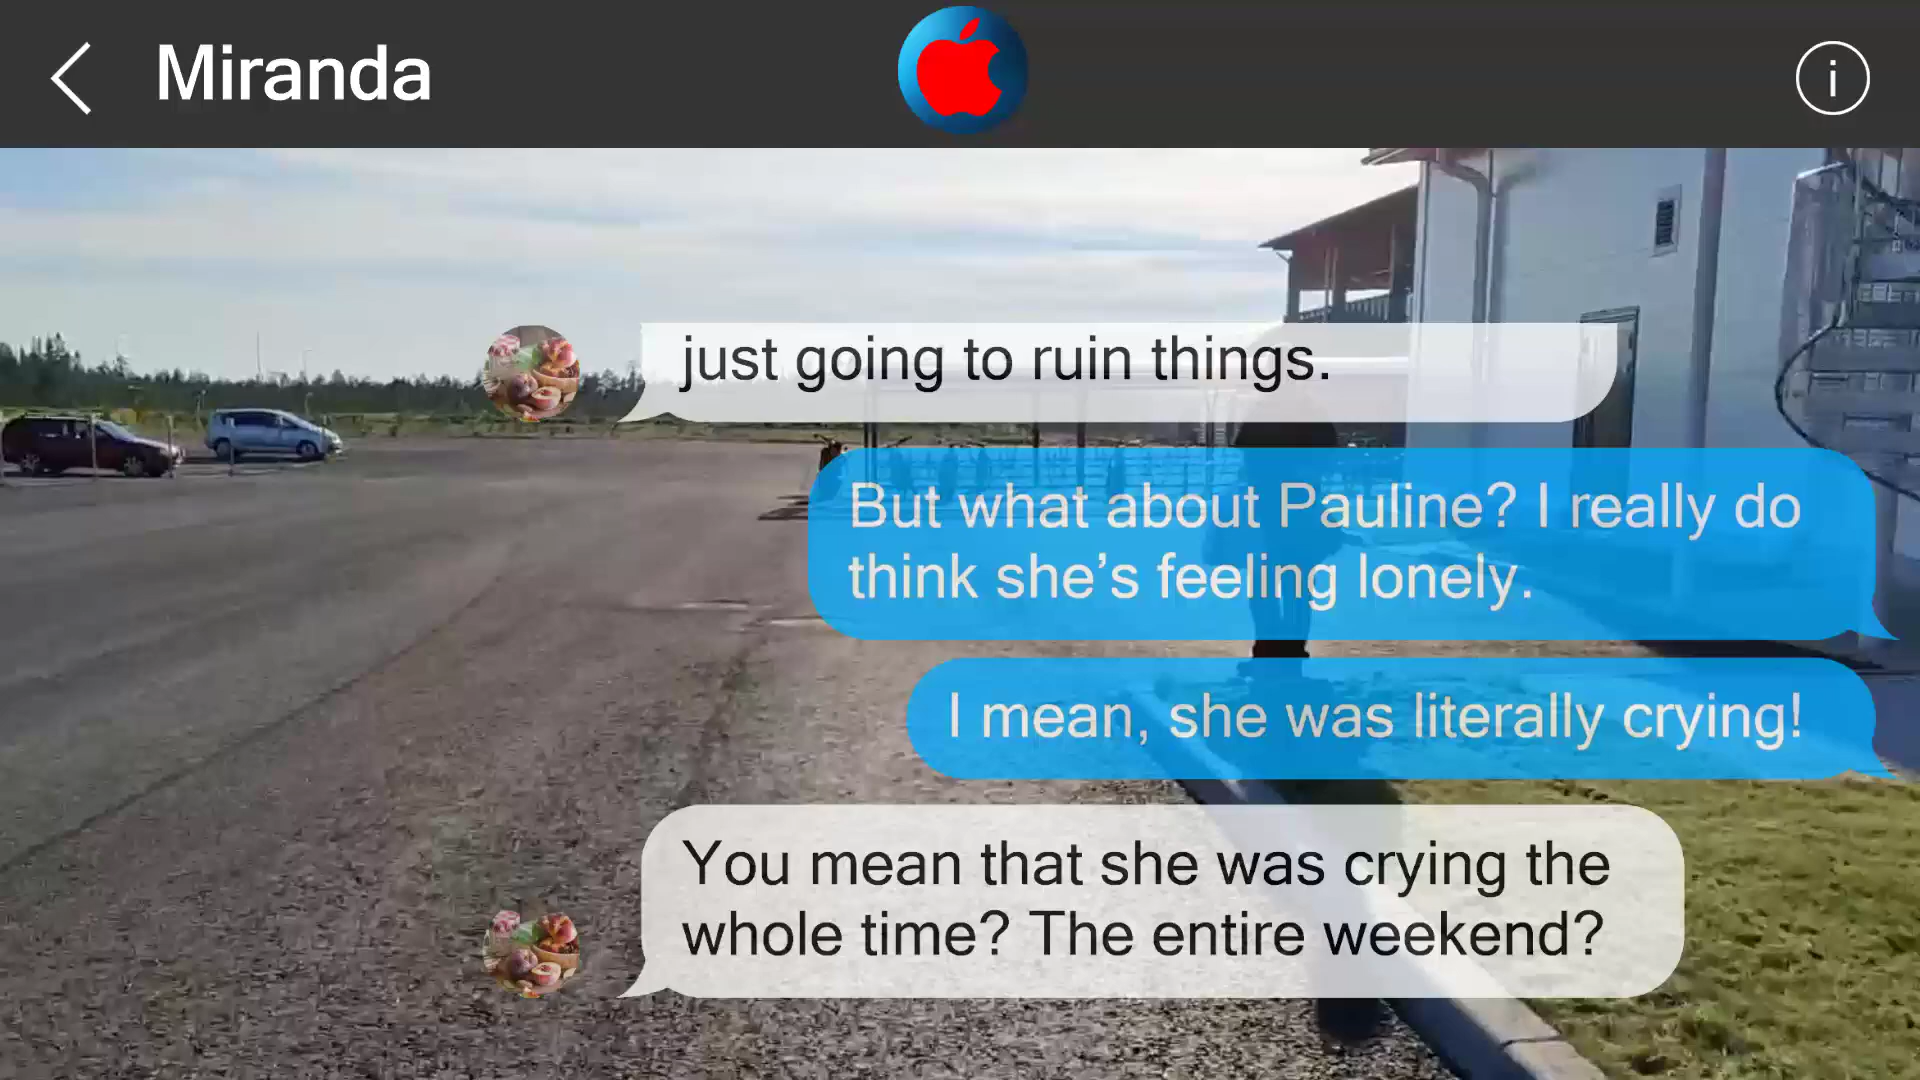 Miranda
i
just going to ruin things.
But what about Pauline? I really do
think she’s feeling lonely.
I mean, she was literally crying!
You mean that she was crying the
whole time? The entire weekend?